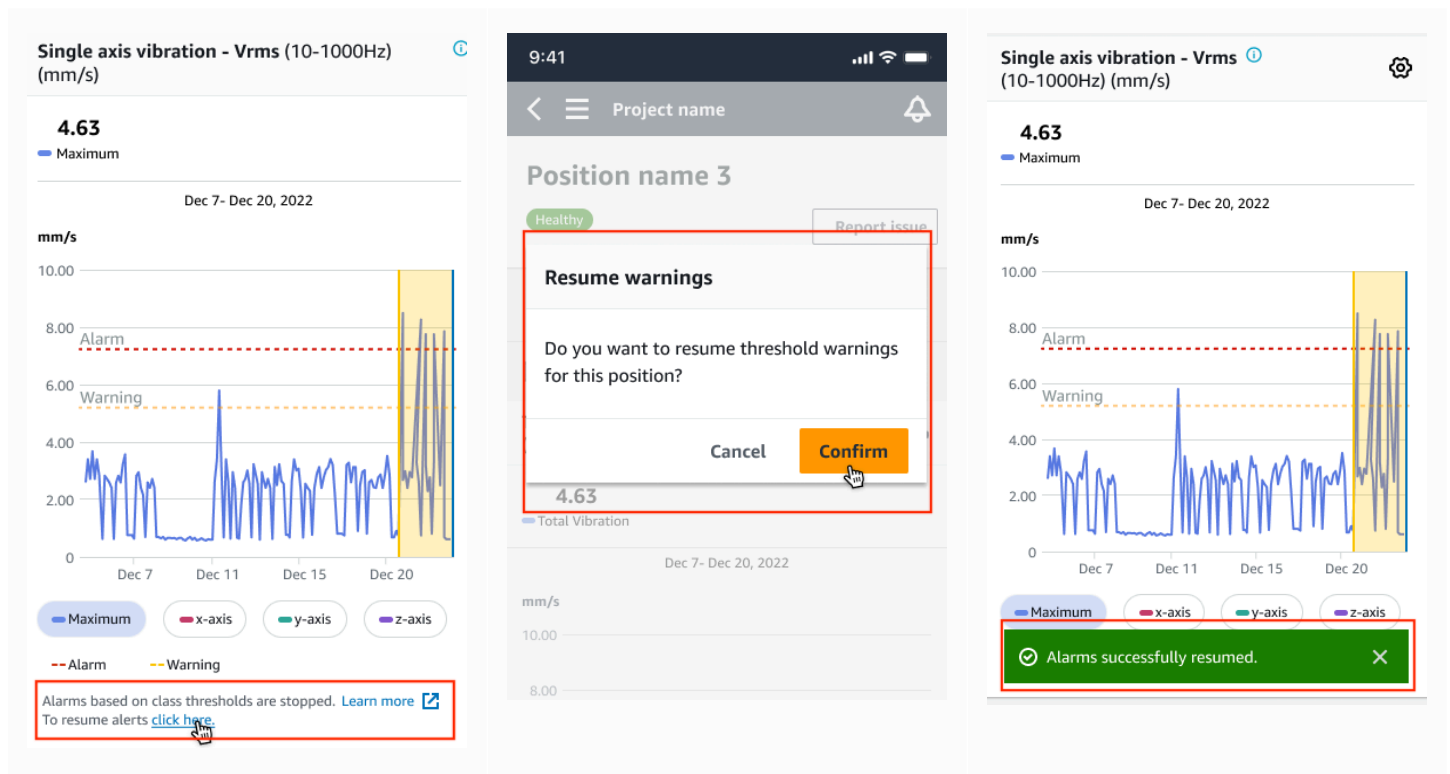 Single axis vibration - Vrms (10-1000Hz)
(mm/s)
4.63
Maximum
Dec 7- Dec 20, 2022
mm/s
10.00
8.00
Alarm
6.00
Warning
4.00
2.00
0
Dec 7 Dec 11 Dec 15 Dec 20
Maximum x-axis y-axis z-axis
Alarm Warning
Alarms based on class thresholds are stopped. Learn more
To resume alerts click here.
9:41
Project name
Position name 3
Healthy
Report issue
Resume warnings
Do you want to resume threshold warnings
for this position?
Cancel Confirm
4.63
Total Vibration
Dec 7- Dec 20, 2022
mm/s
10.00
8.00
Single axis vibration - Vrms
(10-1000Hz) (mm/s)
4.63
Maximum
Dec 7- Dec 20, 2022
mm/s
10.00
8.00
Alarm
6.00
Warning
4.00
2.00
0
Dec 7 Dec 11 Dec 15 Dec 20
Maximum x-axis y-axis z-axis
Alarms successfully resumed.